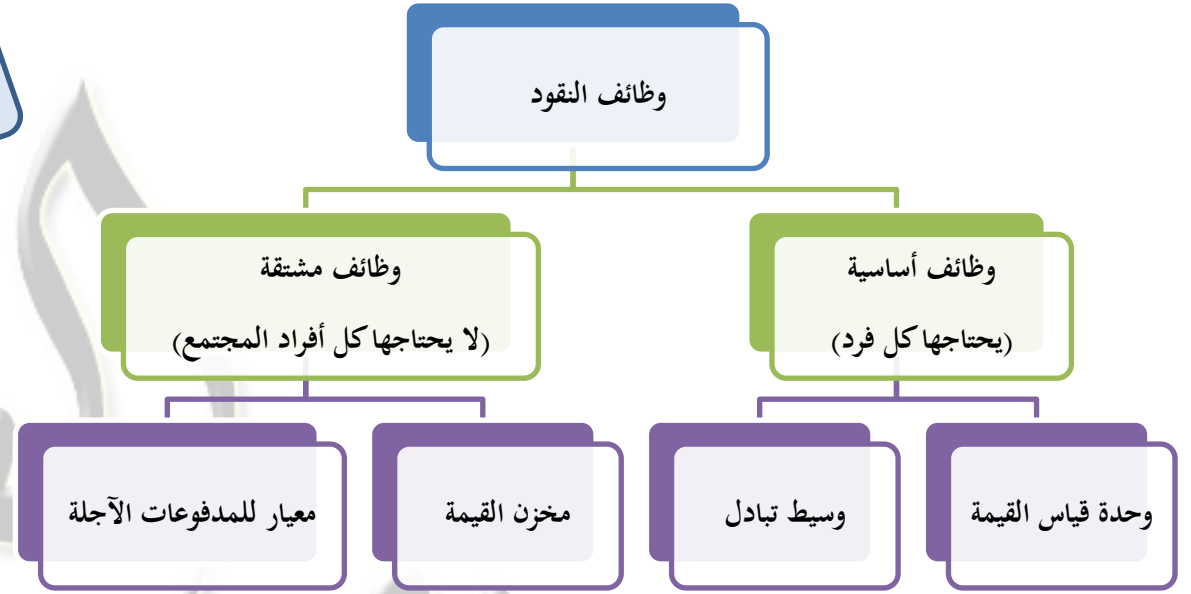 وظائف النقود
وظائف أساسية
(يحتاجها كل فرد)
وظائف مشتقة
(لا يحتاجها كل أفراد المجتمع)
وحدة قياس القيمة
وسيط تبادل
مخزن القيمة
معيار للمدفوعات الآجلة